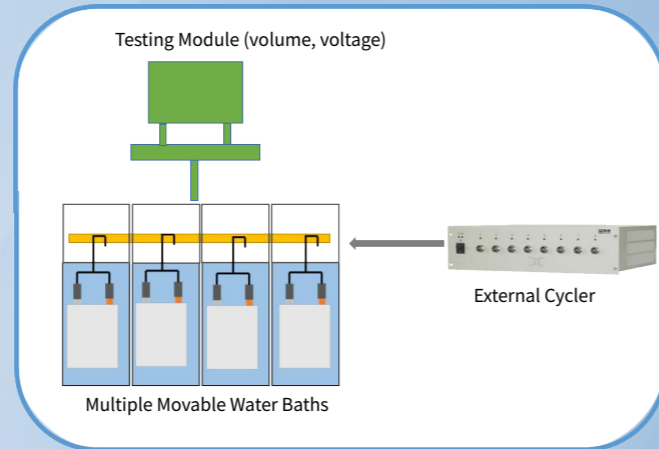 Testing Module (volume, voltage)
External Cycler
Multiple Movable Water Baths